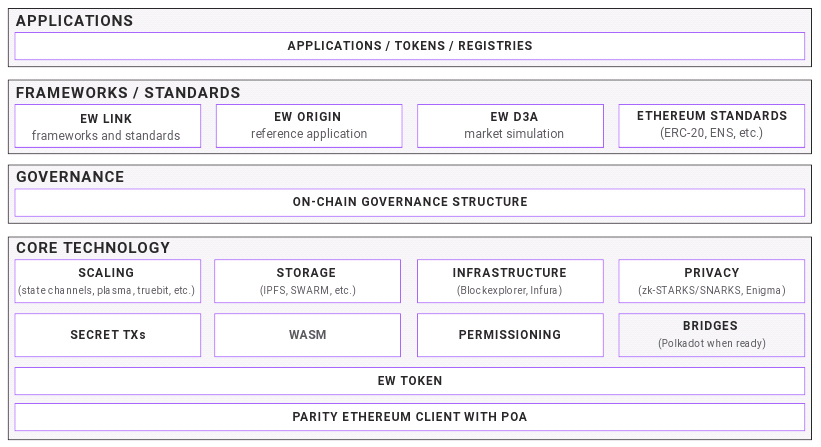 APPLICATIONS
APPLICATIONS / TOKENS / REGISTRIES
FRAMEWORKS / STANDARDS
EW LINK
frameworks and standards
EW ORIGIN
reference application
EW D3A
market simulation
ETHEREUM STANDARDS
(ERC-20, ENS, etc.)
GOVERNANCE
ON-CHAIN GOVERNANCE STRUCTURE
CORE TECHNOLOGY
SCALING
(state channels, plasma, truebit, etc.)
STORAGE
(IPFS, SWARM, etc.)
INFRASTRUCTURE
(Blockexplorer, Infura)
PRIVACY
(zk-STARKS/SNARKS, Enigma)
SECRET TXs
WASM
PERMISSIONING
BRIDGES
(Polkadot when ready)
EW TOKEN
PARITY ETHEREUM CLIENT WITH POA